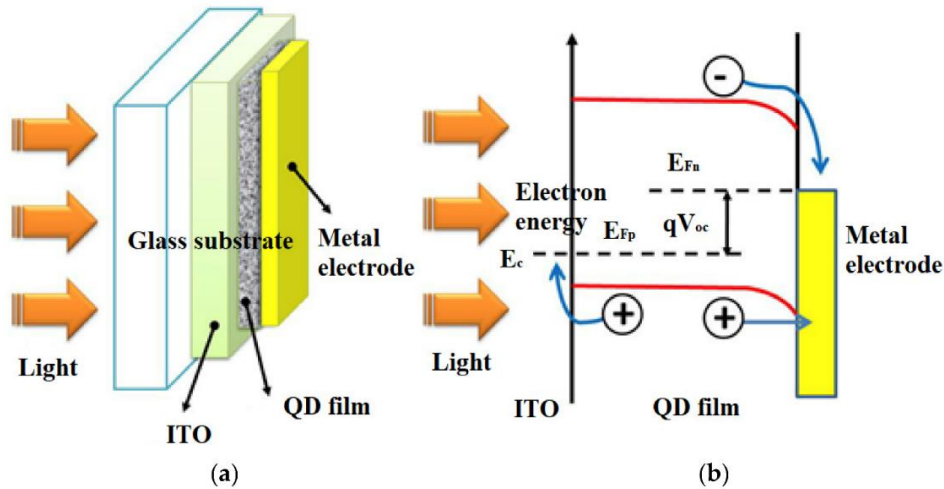 Glass substrate
Metal
electrode
Light
QD film
ITO
(a)
-
E_Fn
Electron
energy
E_Fp
qV_oc
Metal
electrode
E_c
+
+
Light
ITO
QD film
(b)